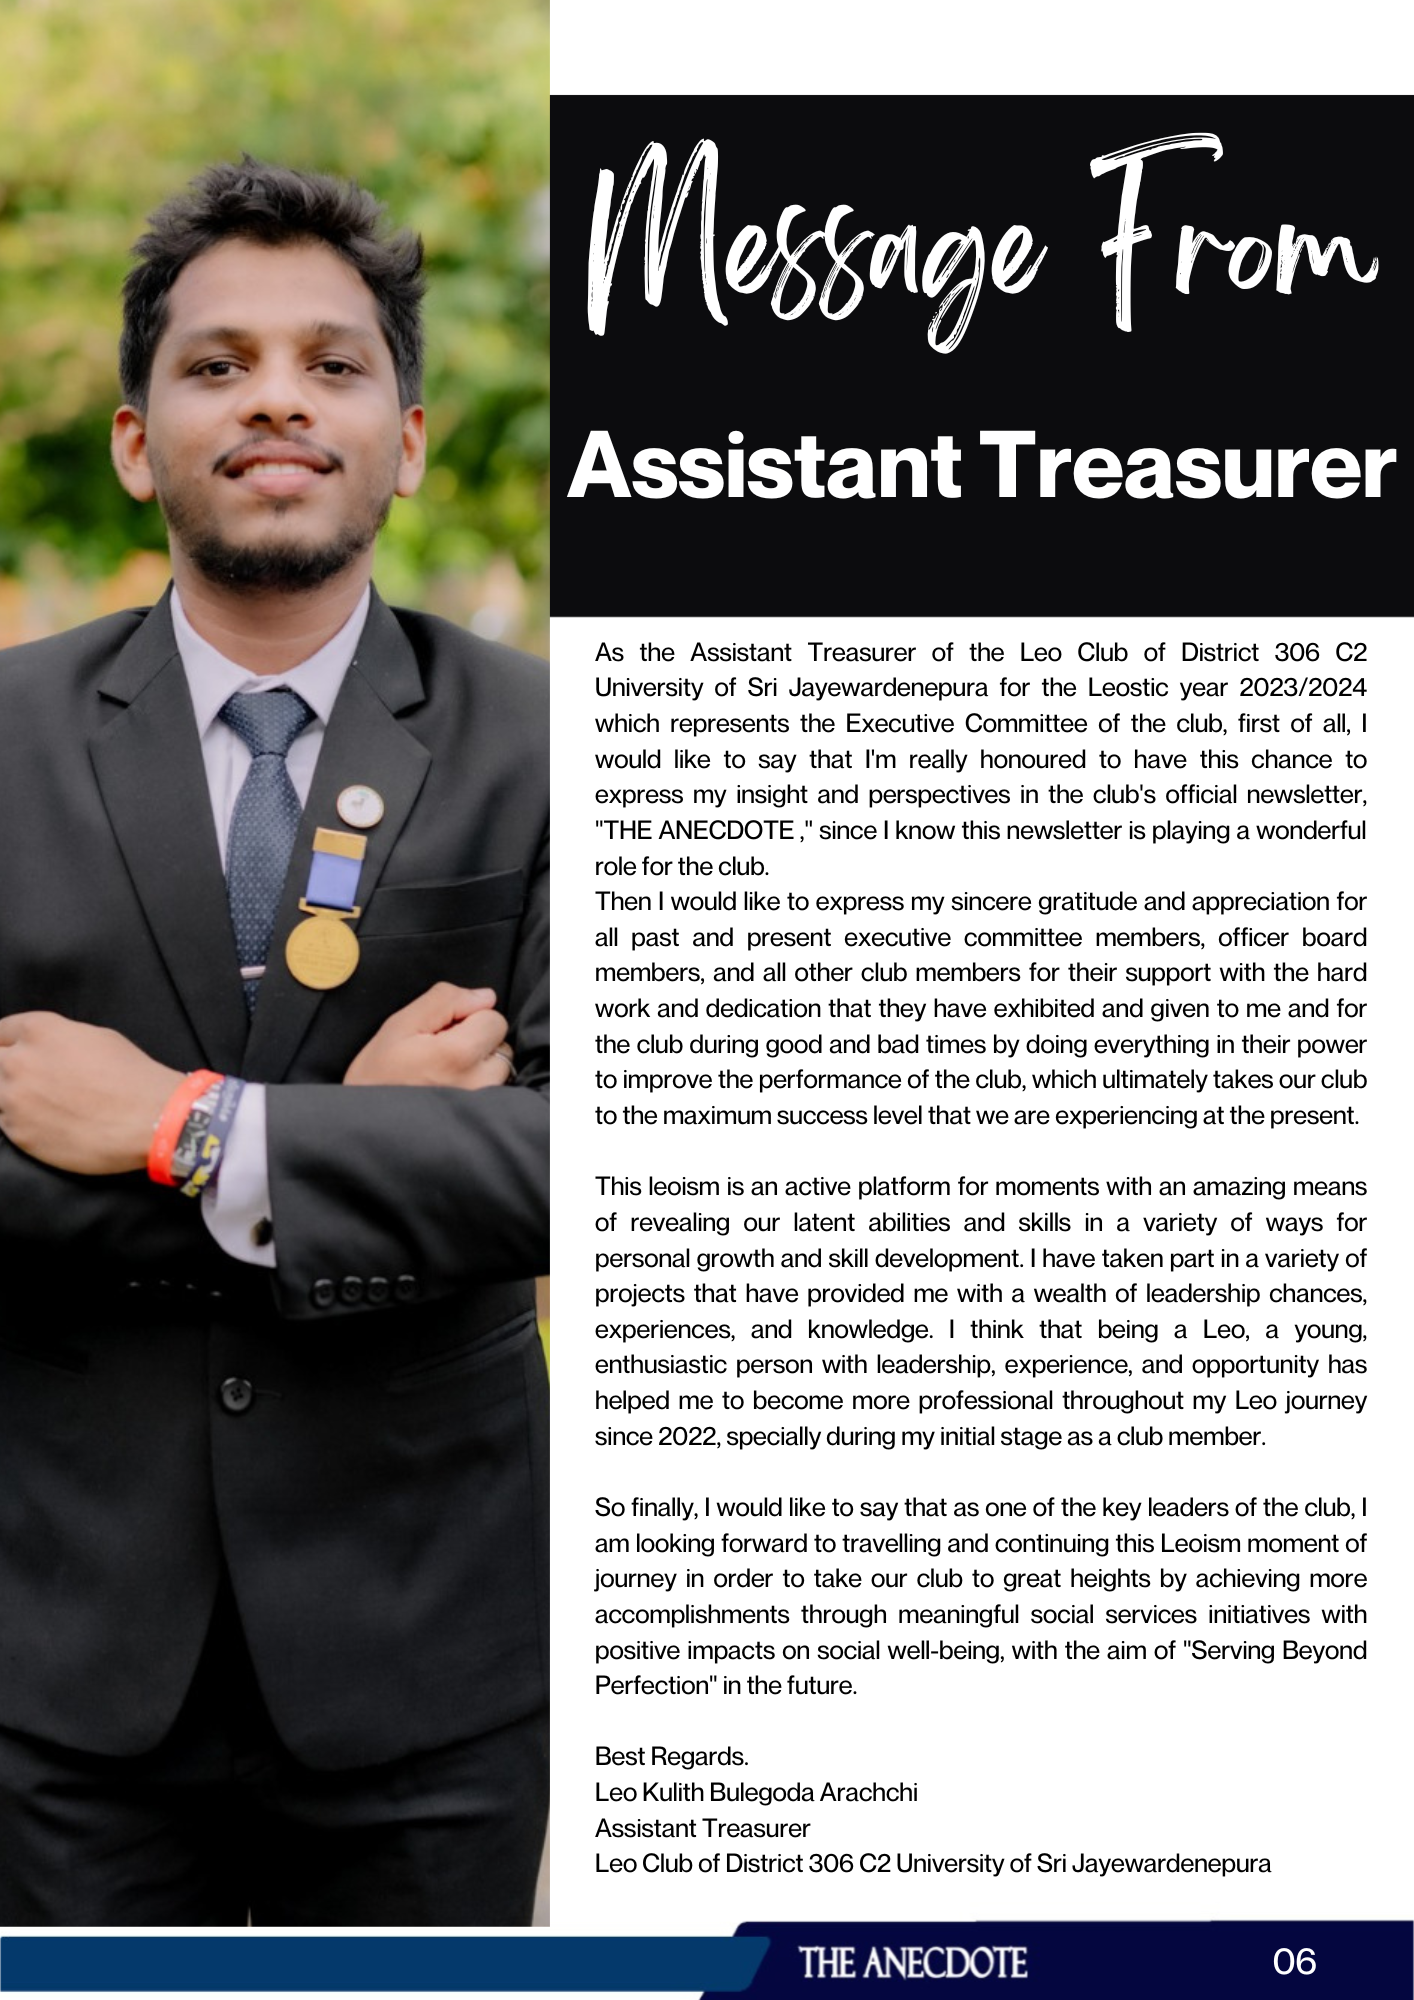 Message From
Assistant Treasurer
As the Assistant Treasurer of the Leo Club of District 306 C2
University of Sri Jayewardenepura for the Leostic year 2023/2024
which represents the Executive Committee of the club, first of all, I
would like to say that I'm really honoured to have this chance to
express my insight and perspectives in the club's official newsletter,
"THE ANECDOTE ," since I know this newsletter is playing a wonderful
role for the club.
Then I would like to express my sincere gratitude and appreciation for
all past and present executive committee members, officer board
members, and all other club members for their support with the hard
work and dedication that they have exhibited and given to me and for
the club during good and bad times by doing everything in their power
to improve the performance of the club, which ultimately takes our club
to the maximum success level that we are experiencing at the present.
This leoism is an active platform for moments with an amazing means
of revealing our latent abilities and skills in a variety of ways for
personal growth and skill development. I have taken part in a variety of
projects that have provided me with a wealth of leadership chances,
experiences, and knowledge. I think that being a Leo, a young,
enthusiastic person with leadership, experience, and opportunity has
helped me to become more professional throughout my Leo journey
since 2022, specially during my initial stage as a club member.
So finally, I would like to say that as one of the key leaders of the club, I
am looking forward to travelling and continuing this Leoism moment of
journey in order to take our club to great heights by achieving more
accomplishments through meaningful social services initiatives with
positive impacts on social well-being, with the aim of "Serving Beyond
Perfection" in the future.
Best Regards.
Leo Kulith Bulegoda Arachchi
Assistant Treasurer
Leo Club of District 306 C2 University of Sri Jayewardenepura
THE ANECDOTE
06